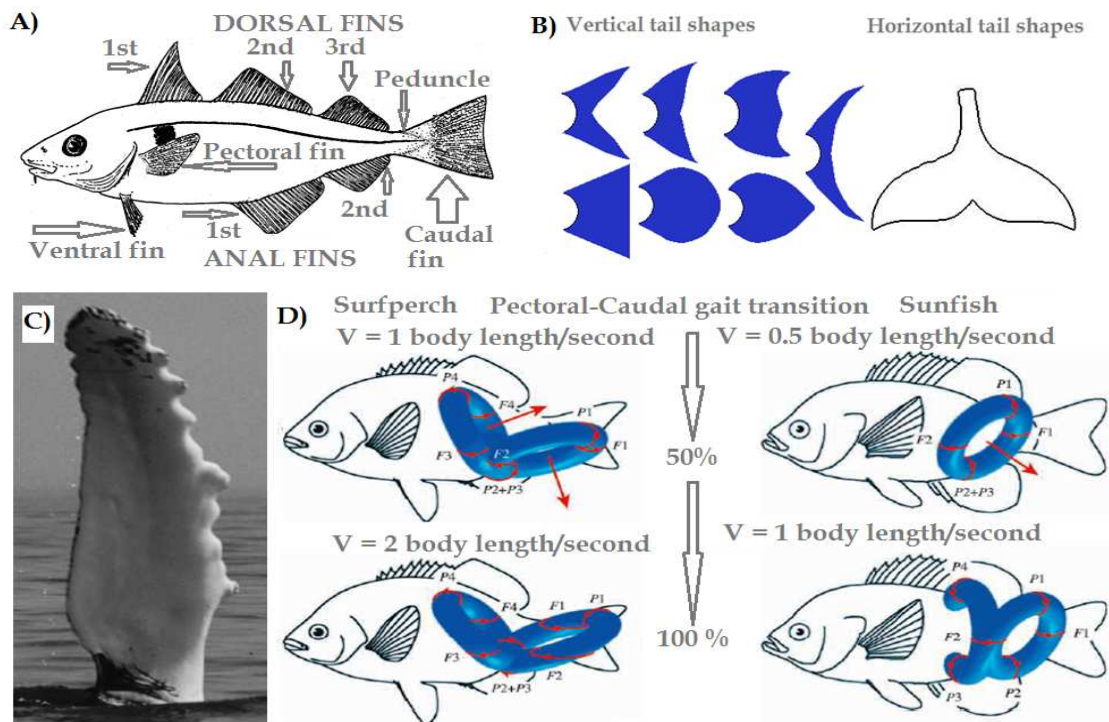 A)
DORSAL FINS
1st
2nd
3rd
Peduncle
Pectoral fin
2nd
1st
Ventral fin
ANAL FINS
Caudal
fin
B)
Vertical tail shapes
Horizontal tail shapes
C)
D)
Surfperch
Pectoral-Caudal gait transition
Sunfish
V = 1 body length/second
V = 0.5 body length/second
P4
F4
P1
F3
F2
F1
P2+P3
50%
P1
F2
F1
P2+P3
V = 2 body length/second
V = 1 body length/second
P4
F4
F1
P1
F3
F2
P2+P3
100 %
P4
P1
F2
F1
P3
P2